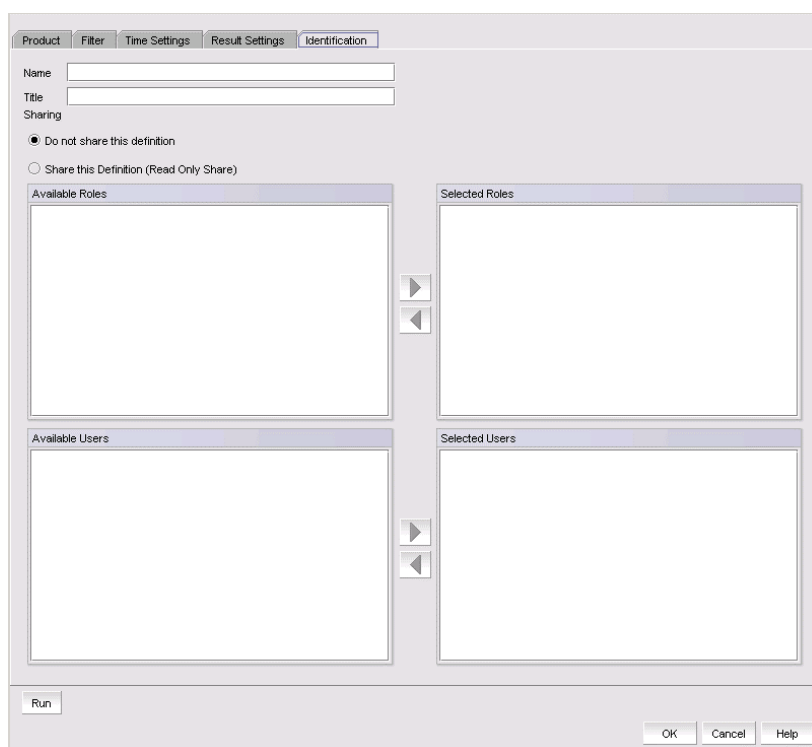 Product Filter Time Settings Result Settings Identification
Name
Title
Sharing
Do not share this definition
Share this Definition (Read Only Share)
Available Roles Selected Roles
Available Users Selected Users
Run
OK Cancel Help